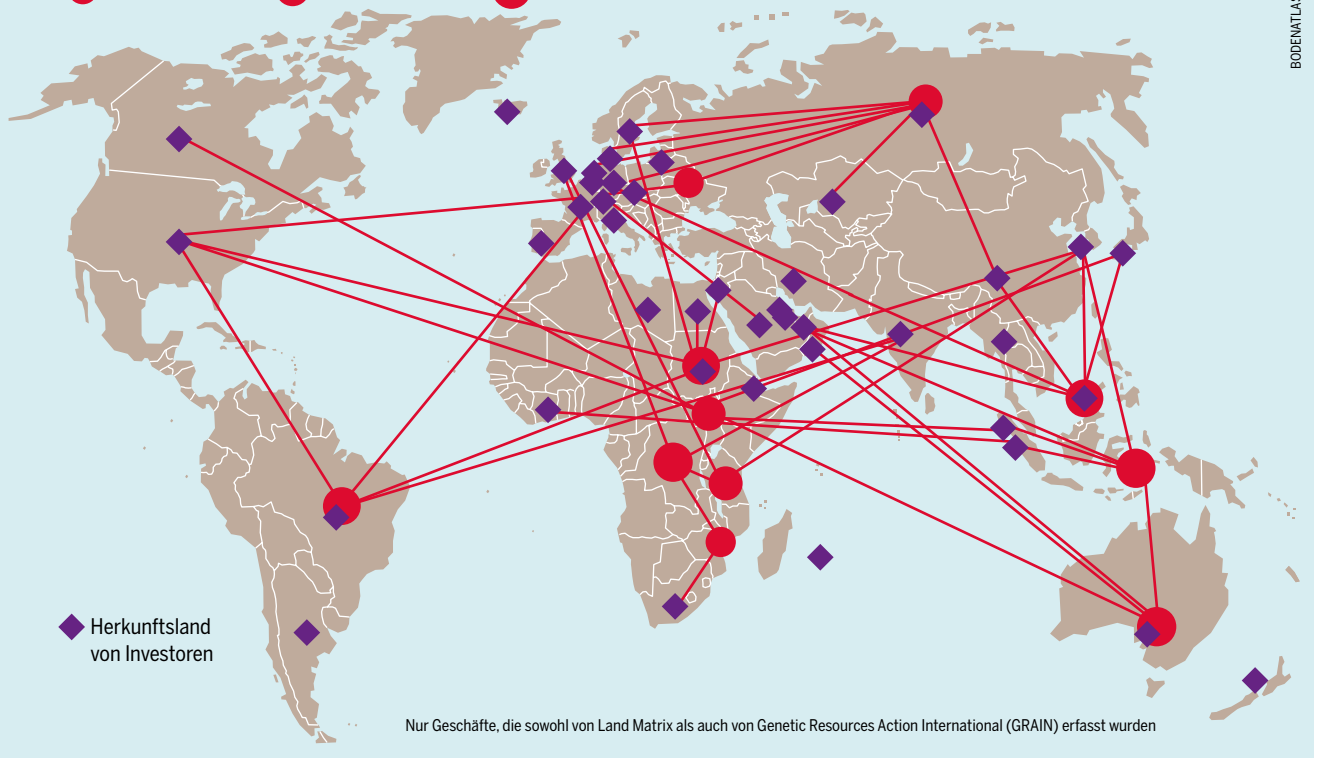 BODENATLAS
Herkunftsland
von Investoren
Nur Geschäfte, die sowohl von Land Matrix als auch von Genetic Resources Action International (GRAIN) erfasst wurden